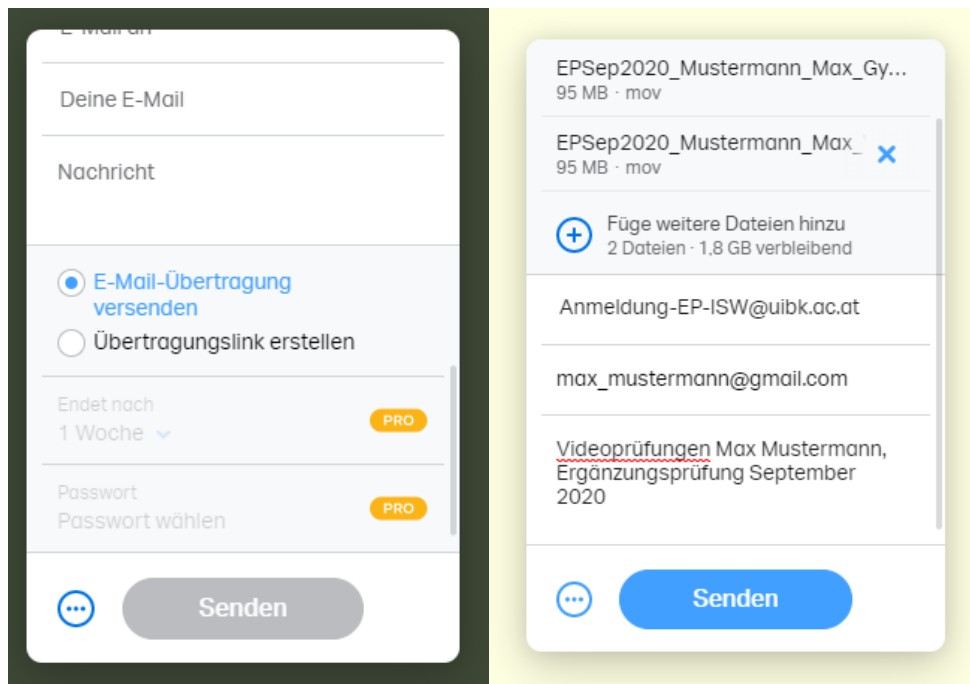 Deine E-Mail
Nachricht
E-Mail-Übertragung
versenden
Übertragungslink erstellen
Endet nach
1 Woche
PRO
Passwort
Passwort wählen
PRO
Senden
EPSep2020_Mustermann_Max_Gy...
95 MB · mov
EPSep2020_Mustermann_Max_
95 MB · mov
Füge weitere Dateien hinzu
2 Dateien · 1,8 GB verbleibend
Anmeldung-EP-ISW@uibk.ac.at
max_mustermann@gmail.com
Videoprüfungen Max Mustermann,
Ergänzungsprüfung September
2020
Senden